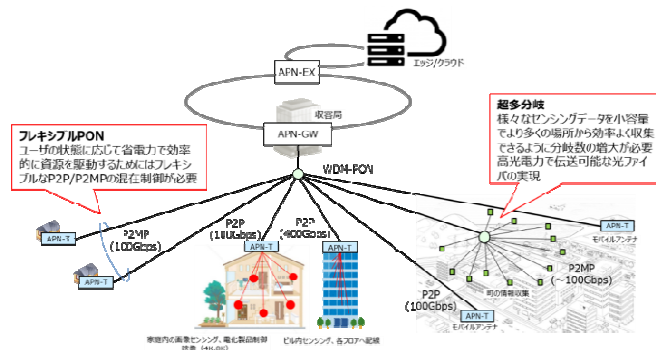 エッジ/クラウド
APN-EX
収容局
APN-GW
フレキシブルPON
ユーザの状態に応じて省電力で効率
的に資源を駆動するためにはフレキシ
ブルなP2P/P2MPの混在制御が必要
超多分岐
様々なセンシングデータを小容量
でより多くの場所から効率よく収集
できるように分岐数の増大が必要
高光電力で伝送可能な光ファイ
バの実現
WDM-PON
P2MP
(100Gbps)
P2P
P2P
(400Gbps)
APN-T
APN-T
APN-T
APN-T
APN-T
モバイルアンテナ
P2MP
(~100Gbps)
町の情報収集
P2P
(100Gbps)
APN-T
モバイルアンテナ
家庭内の画像センシング、電化製品制御
ビル内センシング、各フロアへ配線